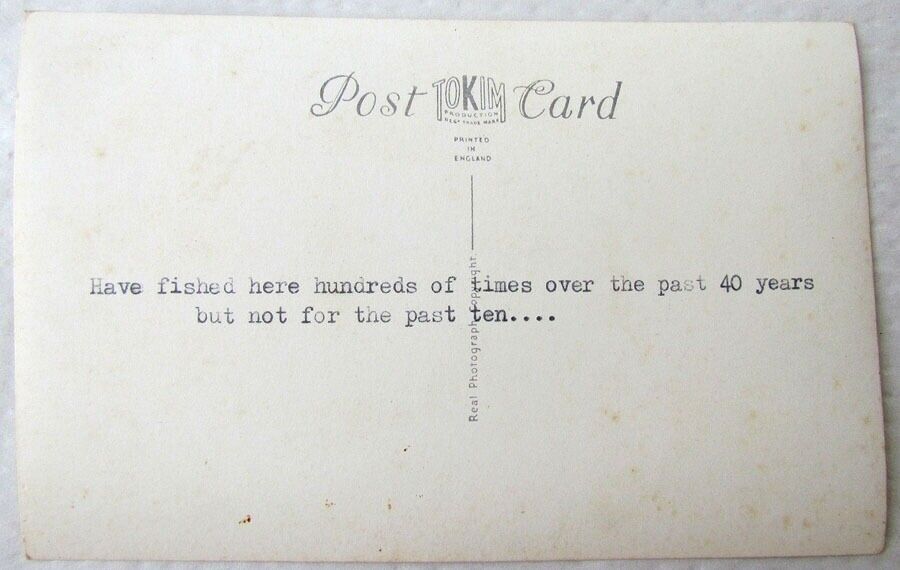 Post TOKIM Card
PRODUCTION
REGD TRADE MARK
PRINTED
IN
ENGLAND
Have fished here hundreds of times over the past 40 years
but not for the past ten....
Real Photograph Copyright